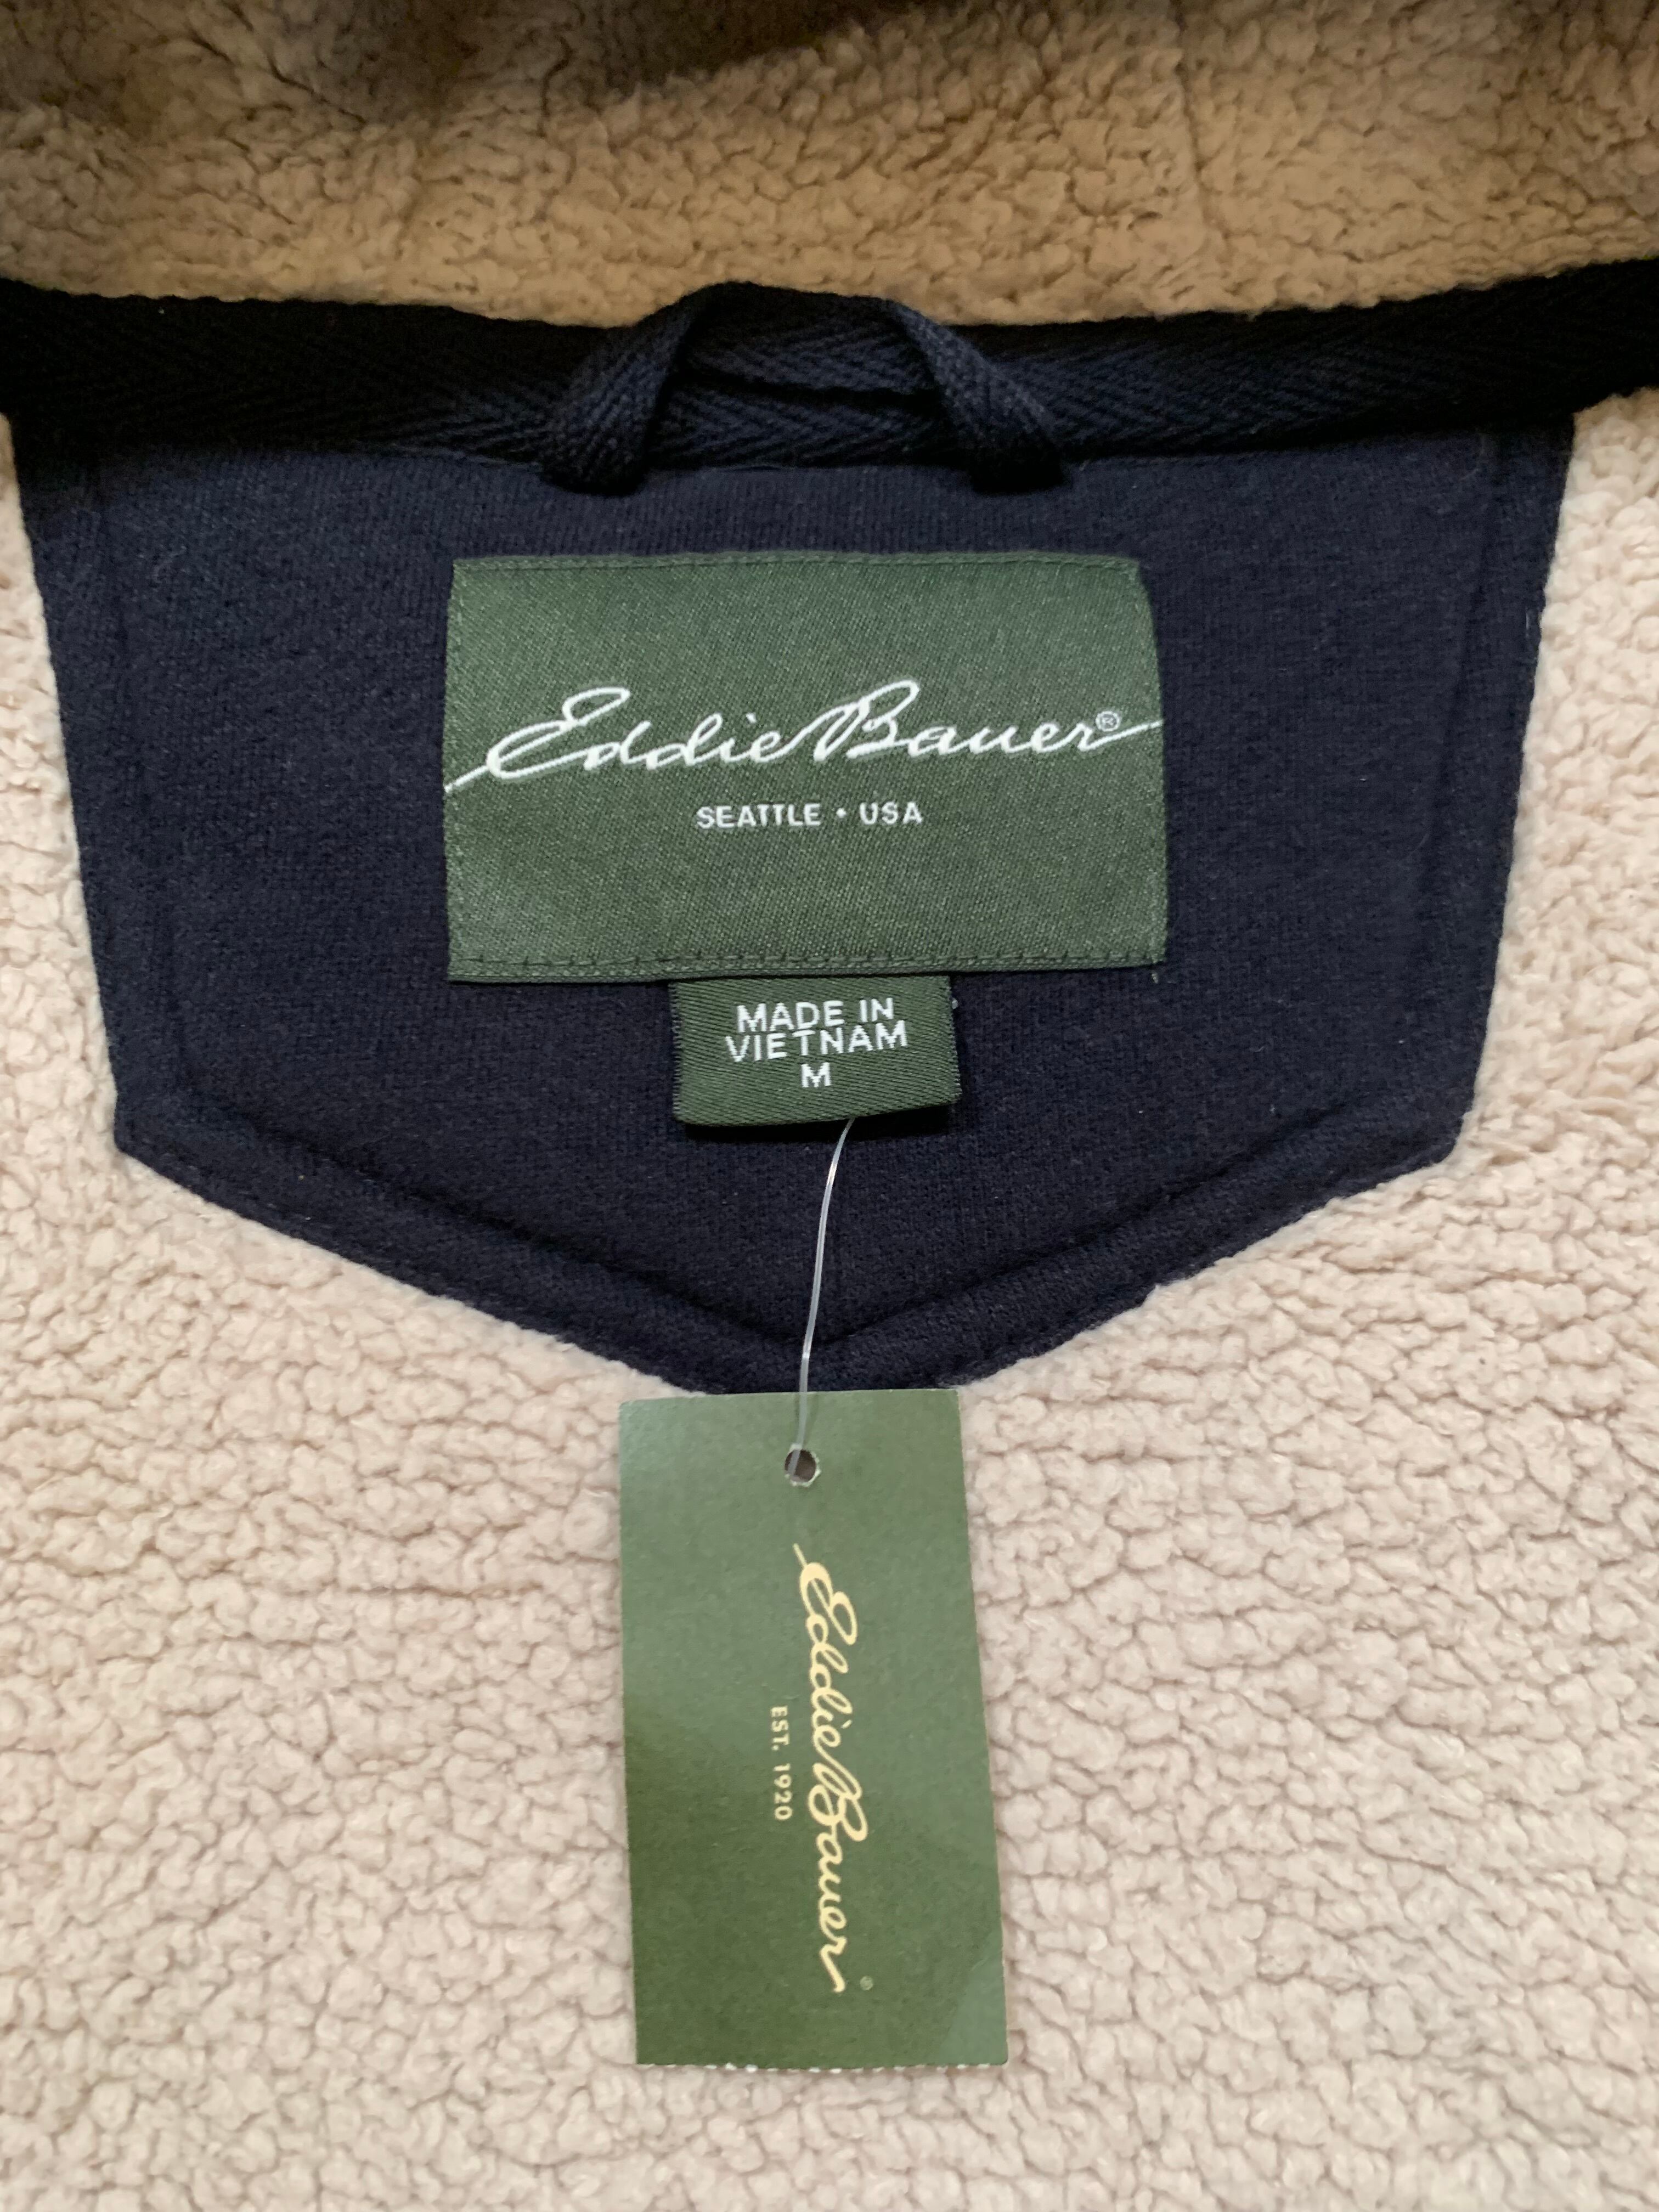 Eddie Bauer®
SEATTLE • USA
MADE IN
VIETNAM
M
Eddie Bauer®
EST. 1920